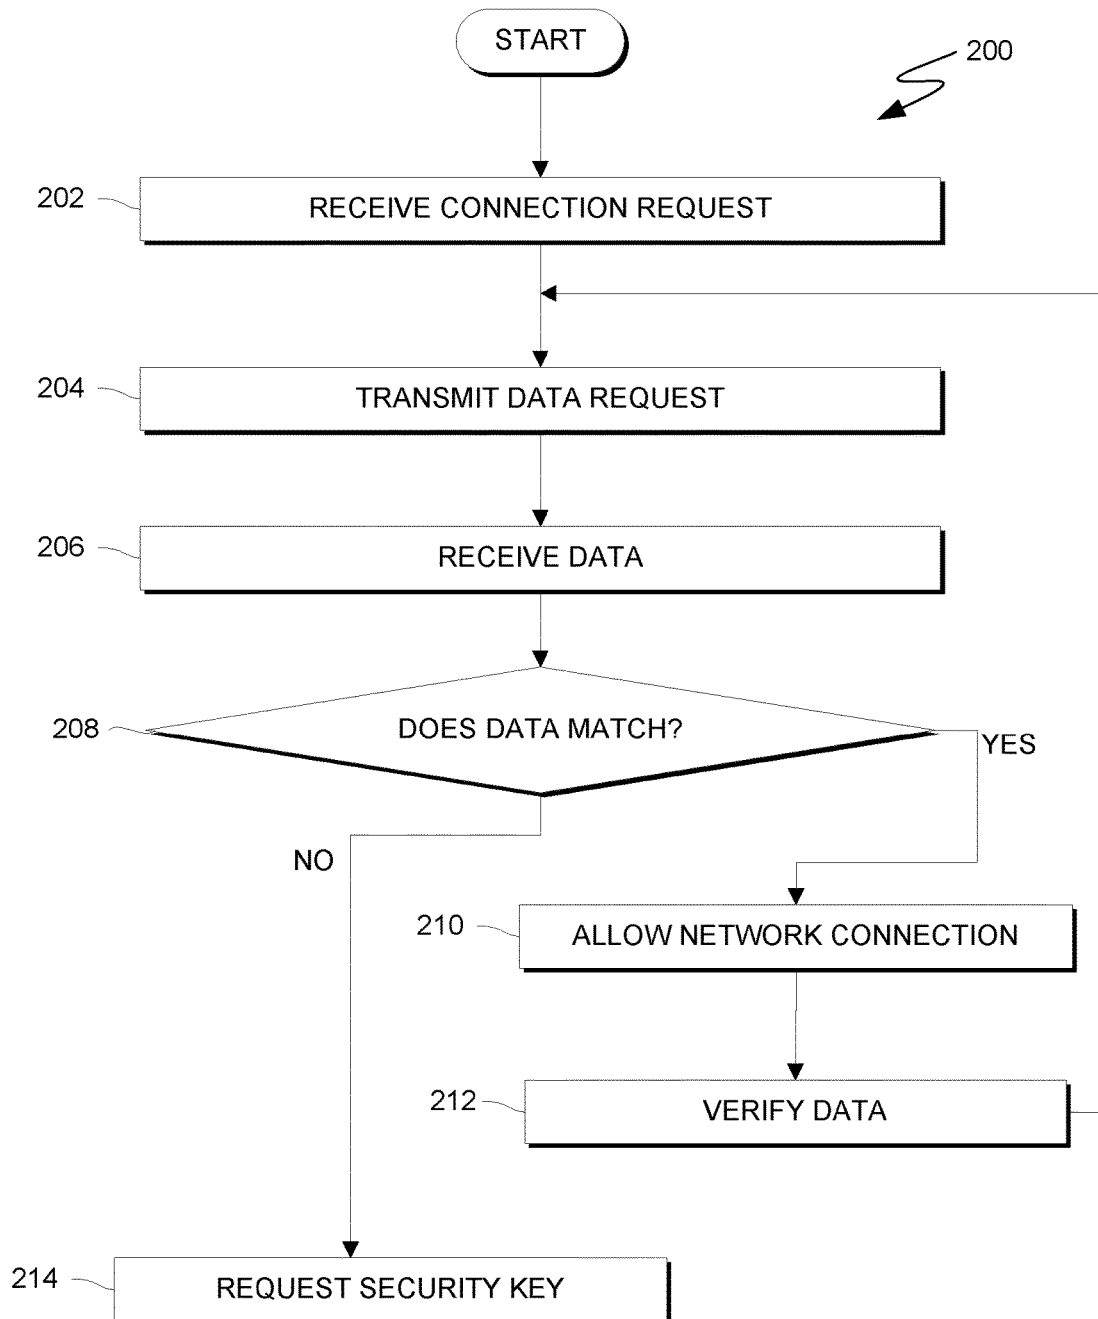 START
200
202
RECEIVE CONNECTION REQUEST
204
TRANSMIT DATA REQUEST
206
RECEIVE DATA
208
DOES DATA MATCH?
YES
NO
210
ALLOW NETWORK CONNECTION
212
VERIFY DATA
214
REQUEST SECURITY KEY